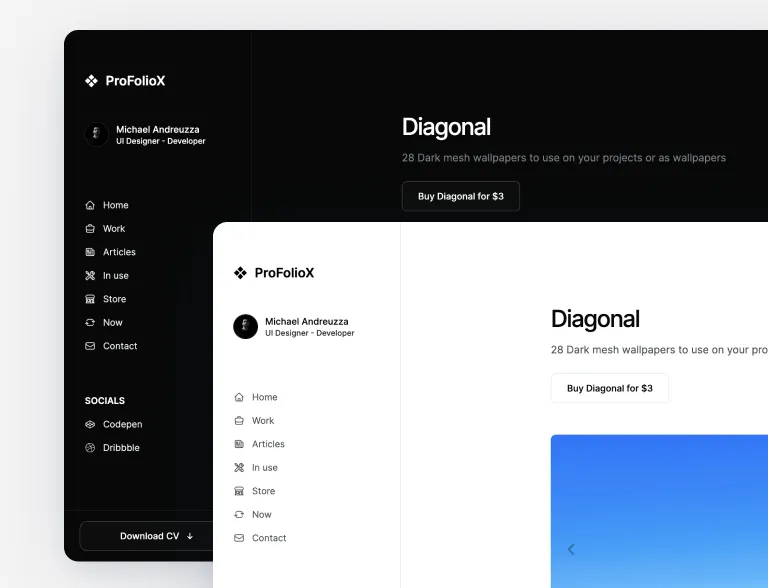 ProFolioX
Michael Andreuzza
UI Designer - Developer
Home
Work
Articles
In use
Store
Now
Contact
SOCIALS
Codepen
Dribbble
Download CV
Diagonal
28 Dark mesh wallpapers to use on your projects or as wallpapers
Buy Diagonal for $3
ProFolioX
Michael Andreuzza
UI Designer - Developer
Home
Work
Articles
In use
Store
Now
Contact
Diagonal
28 Dark mesh wallpapers to use on your pro
Buy Diagonal for $3